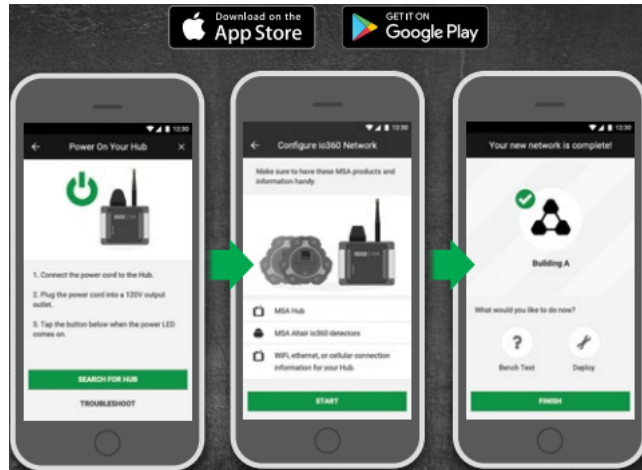 Download on the
App Store
GET IT ON
Google Play
12:30
Power On Your Hub
1. Connect the power cord to the Hub.
2. Plug the power cord into a 120V output
outlet.
3. Tap the button below when the power LED
comes on.
SEARCH FOR HUB
TROUBLESHOOT
12:30
Configure io360 Network
Make sure to have these MSA products and
information handy.
MSA Hub
MSA Altair io360 detectors
WiFi, ethernet, or cellular connection
information for your Hub.
START
12:30
Your new network is complete!
Building A
What would you like to do now?
?
Bench Test
Deploy
FINISH